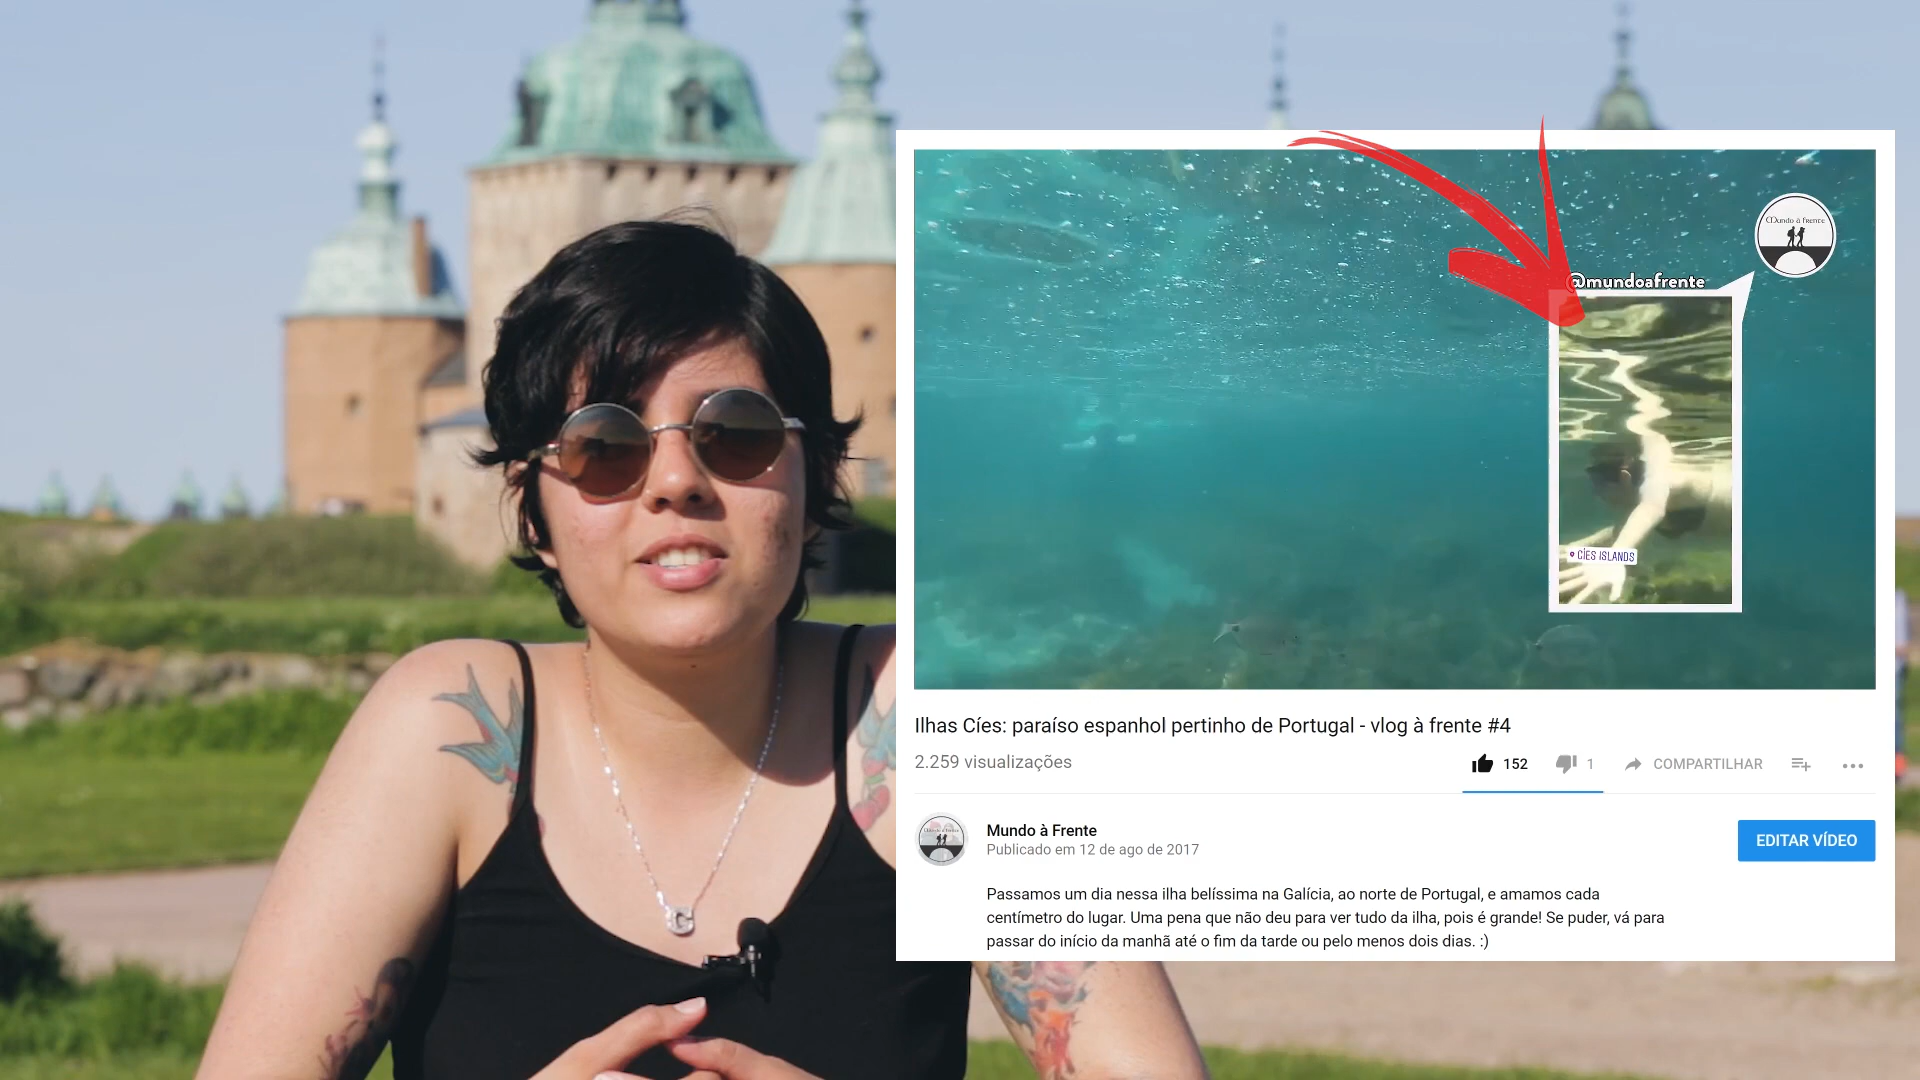 Mundo à frente
@mundoafrente
CÍES ISLANDS
Ilhas Cíes: paraíso espanhol pertinho de Portugal - vlog à frente #4
2.259 visualizações
152
1
COMPARTILHAR
Mundo à Frente
Publicado em 12 de ago de 2017
EDITAR VÍDEO
Passamos um dia nessa ilha belíssima na Galícia, ao norte de Portugal, e amamos cada
centímetro do lugar. Uma pena que não deu para ver tudo da ilha, pois é grande! Se puder, vá para
passar do início da manhã até o fim da tarde ou pelo menos dois dias. :)
G